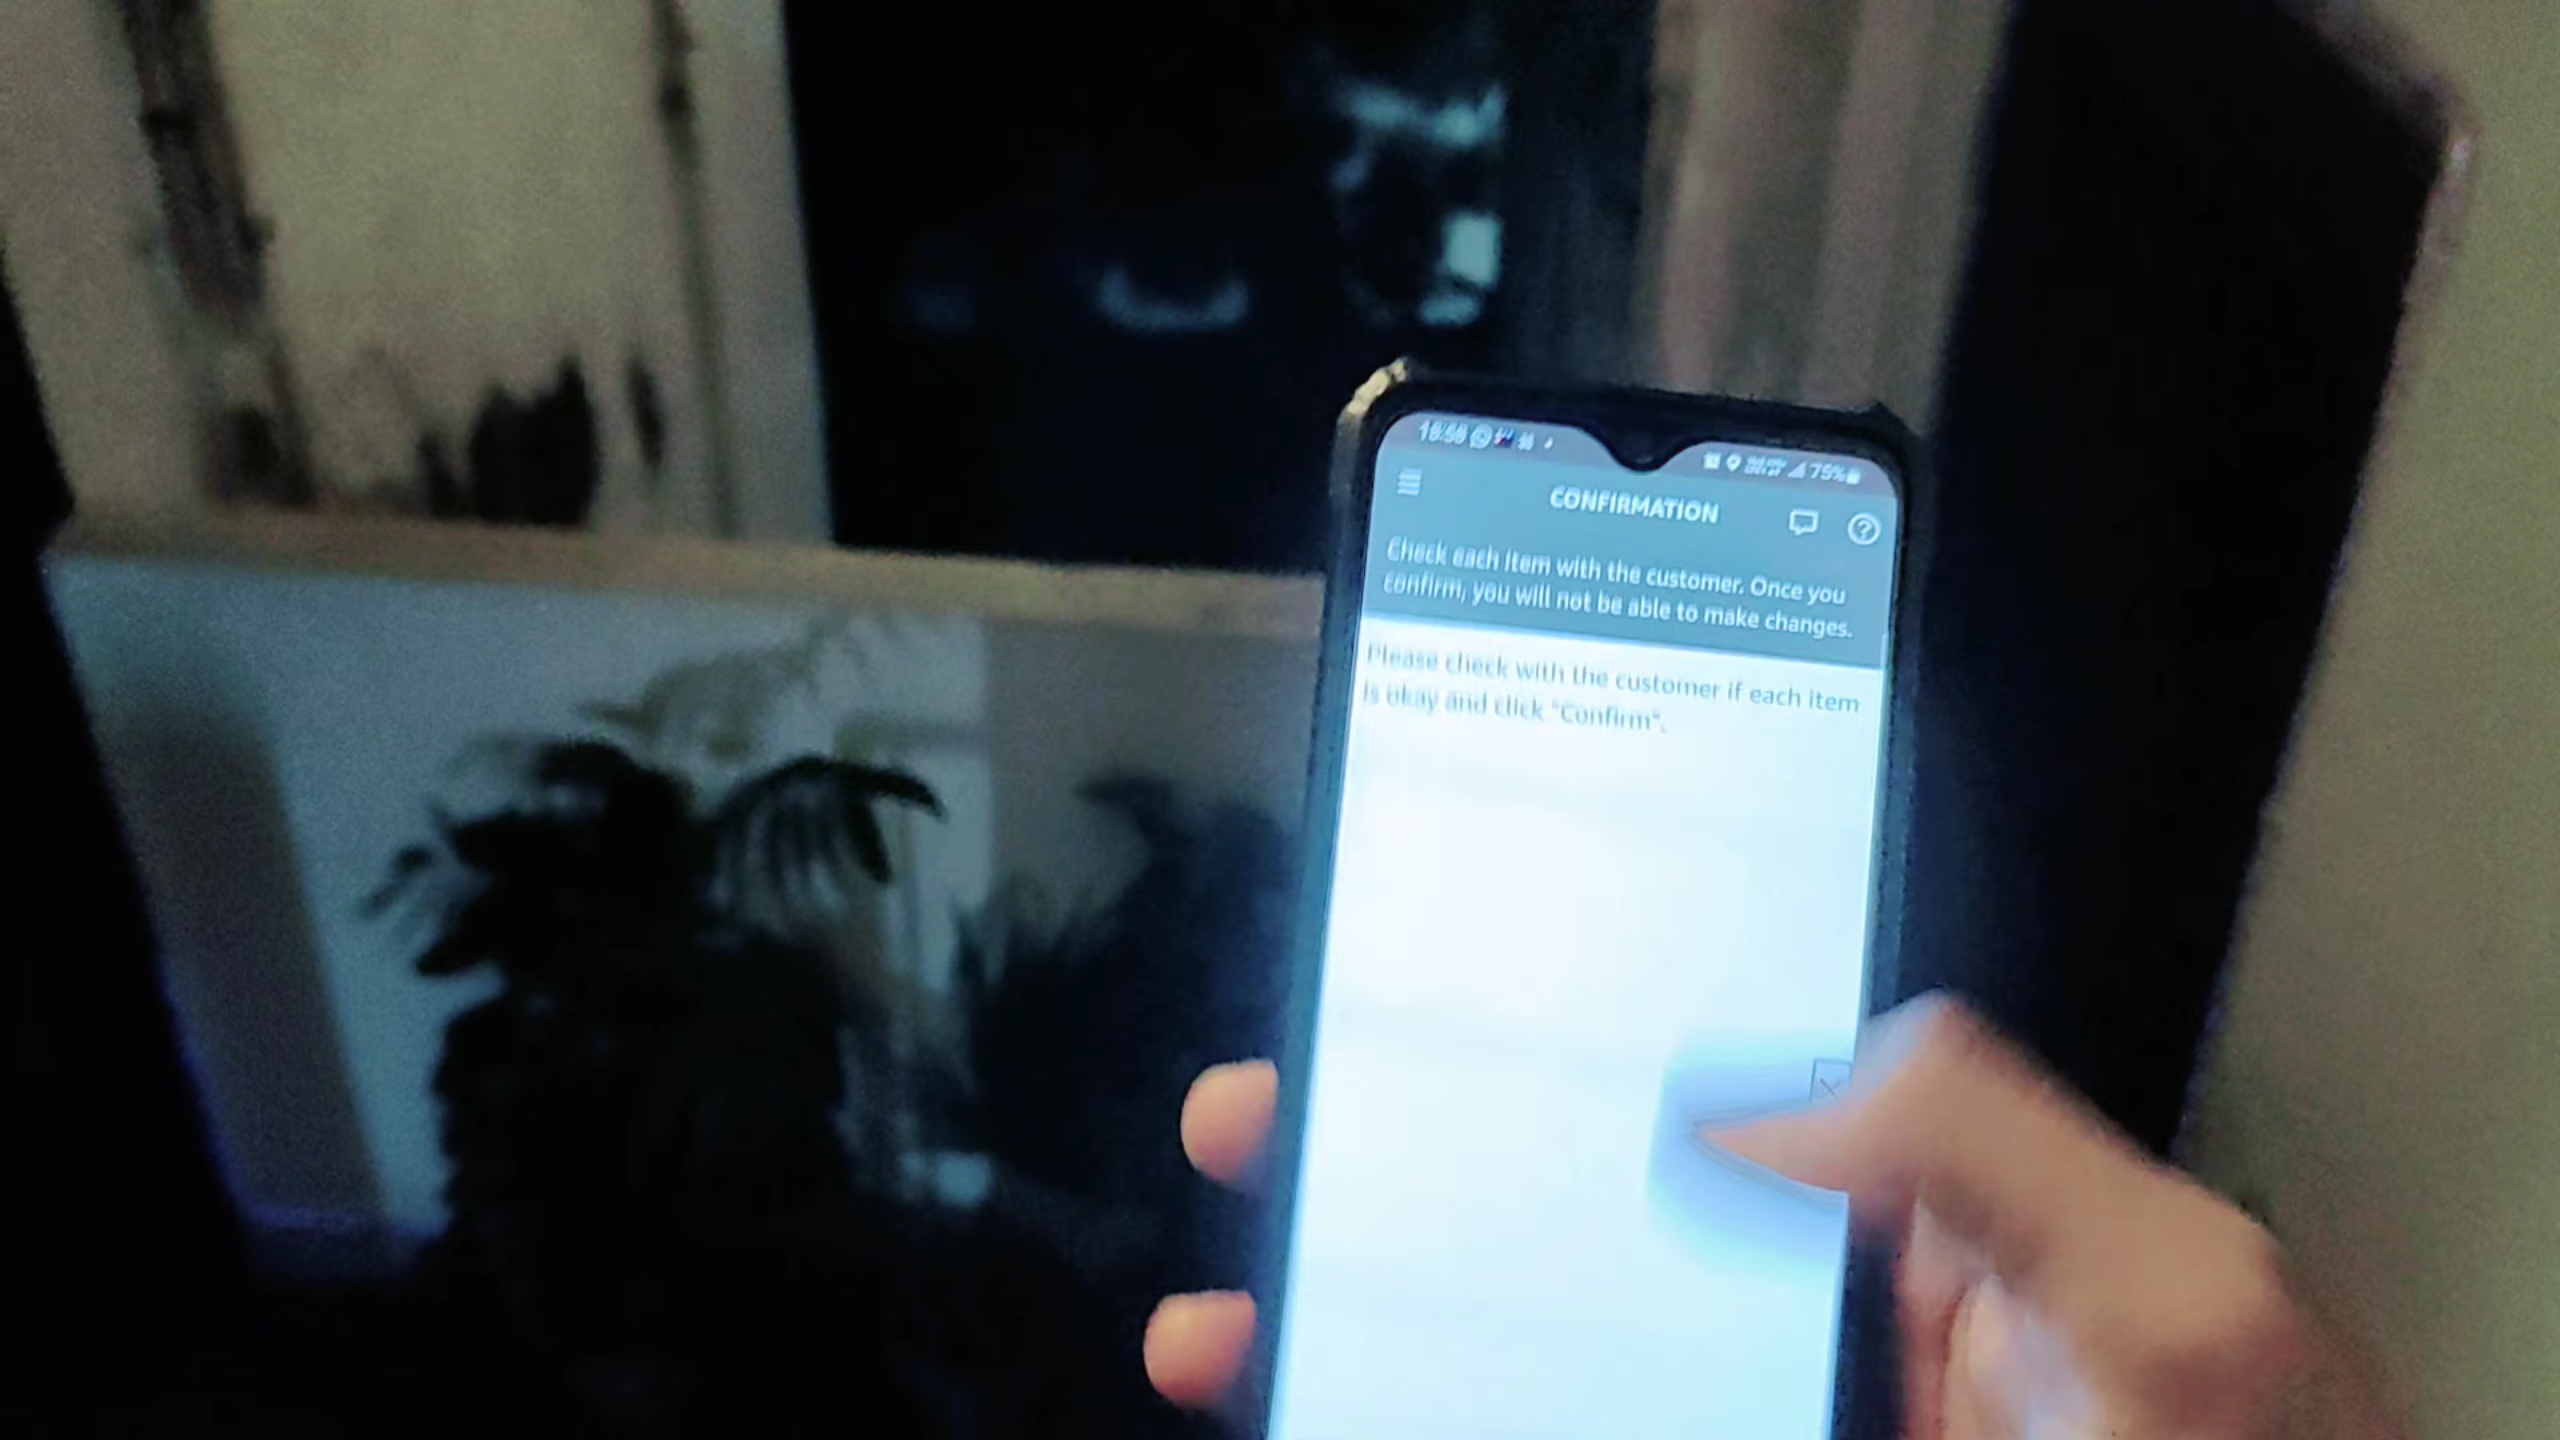 75%
CONFIRMATION
Check each item with the customer. Once you
confirm, you will not be able to make changes.
Please check with the customer if each item
is okay and click "Confirm".